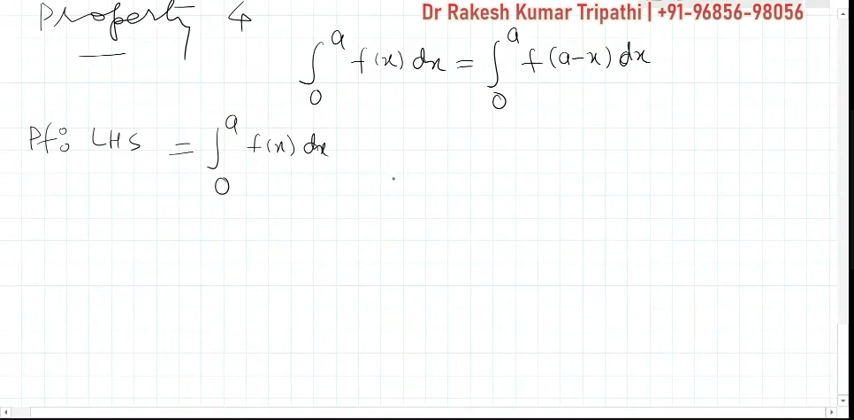 Dr Rakesh Kumar Tripathi | +91-96856-98056
Property 4
∫₀ᵃ f(x) dx = ∫₀ᵃ f(a-x) dx
Pf: LHS = ∫₀ᵃ f(x) dx